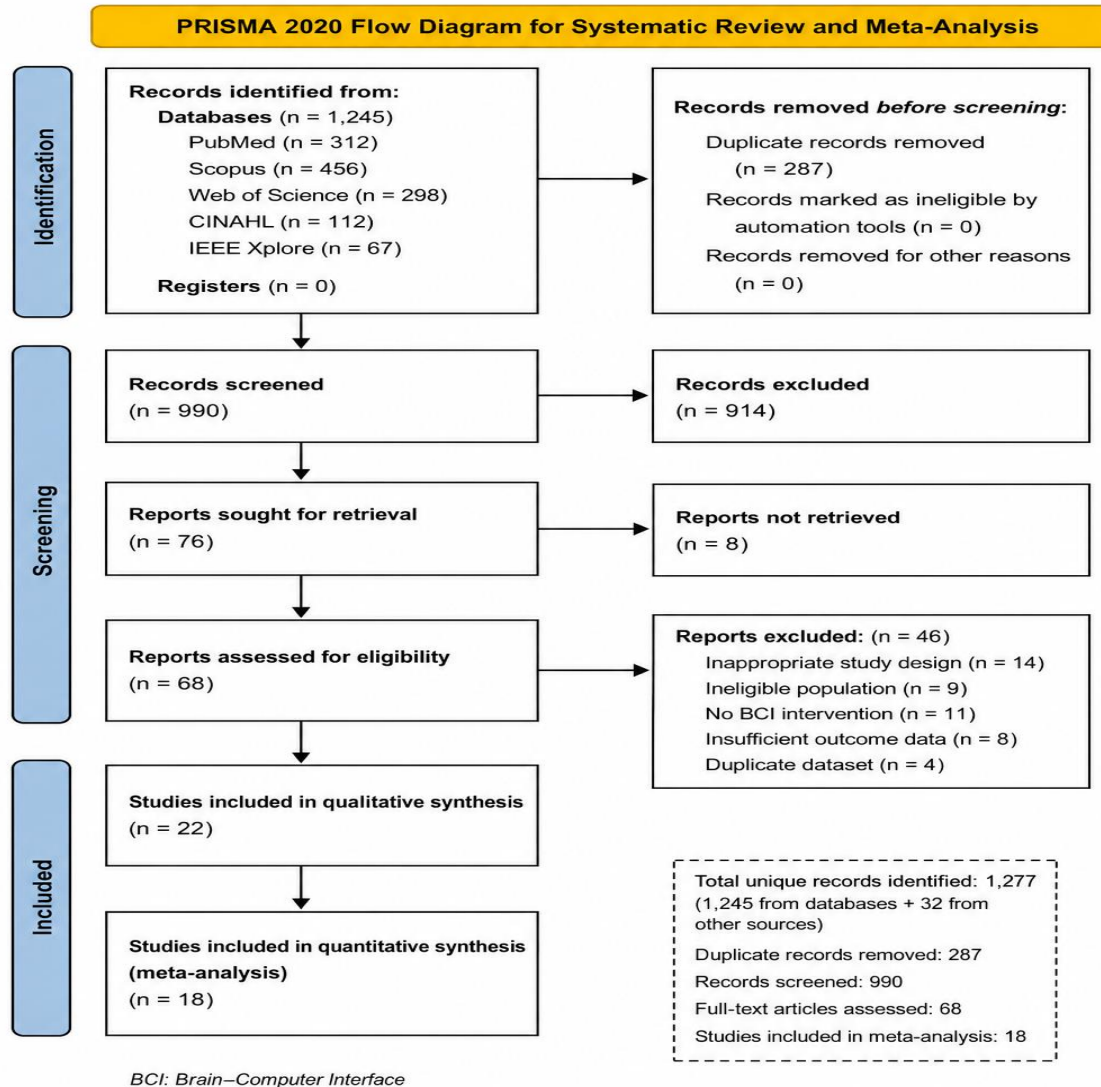 PRISMA 2020 Flow Diagram for Systematic Review and Meta-Analysis
Identification
Records identified from:
Databases (n = 1,245)
PubMed (n = 312)
Scopus (n = 456)
Web of Science (n = 298)
CINAHL (n = 112)
IEEE Xplore (n = 67)
Registers (n = 0)
Records removed before screening:
Duplicate records removed
(n = 287)
Records marked as ineligible by
automation tools (n = 0)
Records removed for other reasons
(n = 0)
Screening
Records screened
(n = 990)
Records excluded
(n = 914)
Reports sought for retrieval
(n = 76)
Reports not retrieved
(n = 8)
Reports assessed for eligibility
(n = 68)
Reports excluded: (n = 46)
Inappropriate study design (n = 14)
Ineligible population (n = 9)
No BCI intervention (n = 11)
Insufficient outcome data (n = 8)
Duplicate dataset (n = 4)
Included
Studies included in qualitative synthesis
(n = 22)
Studies included in quantitative synthesis
(meta-analysis)
(n = 18)
Total unique records identified: 1,277
(1,245 from databases + 32 from
other sources)
Duplicate records removed: 287
Records screened: 990
Full-text articles assessed: 68
Studies included in meta-analysis: 18
BCI: Brain–Computer Interface